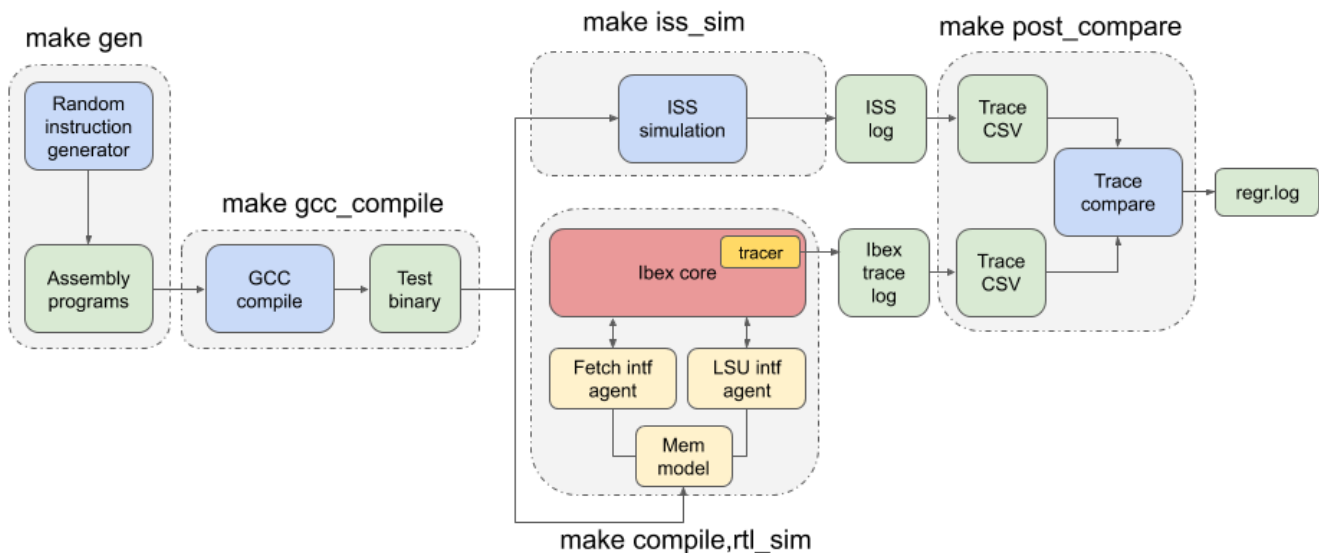 make gen
Random
instruction
generator
Assembly
programs
make gcc_compile
GCC
compile
Test
binary
make iss_sim
ISS
simulation
ISS
log
make post_compare
Trace
CSV
Trace
compare
regr.log
tracer
Ibex core
Ibex
trace
log
Trace
CSV
Fetch intf
agent
LSU intf
agent
Mem
model
make compile,rtl_sim